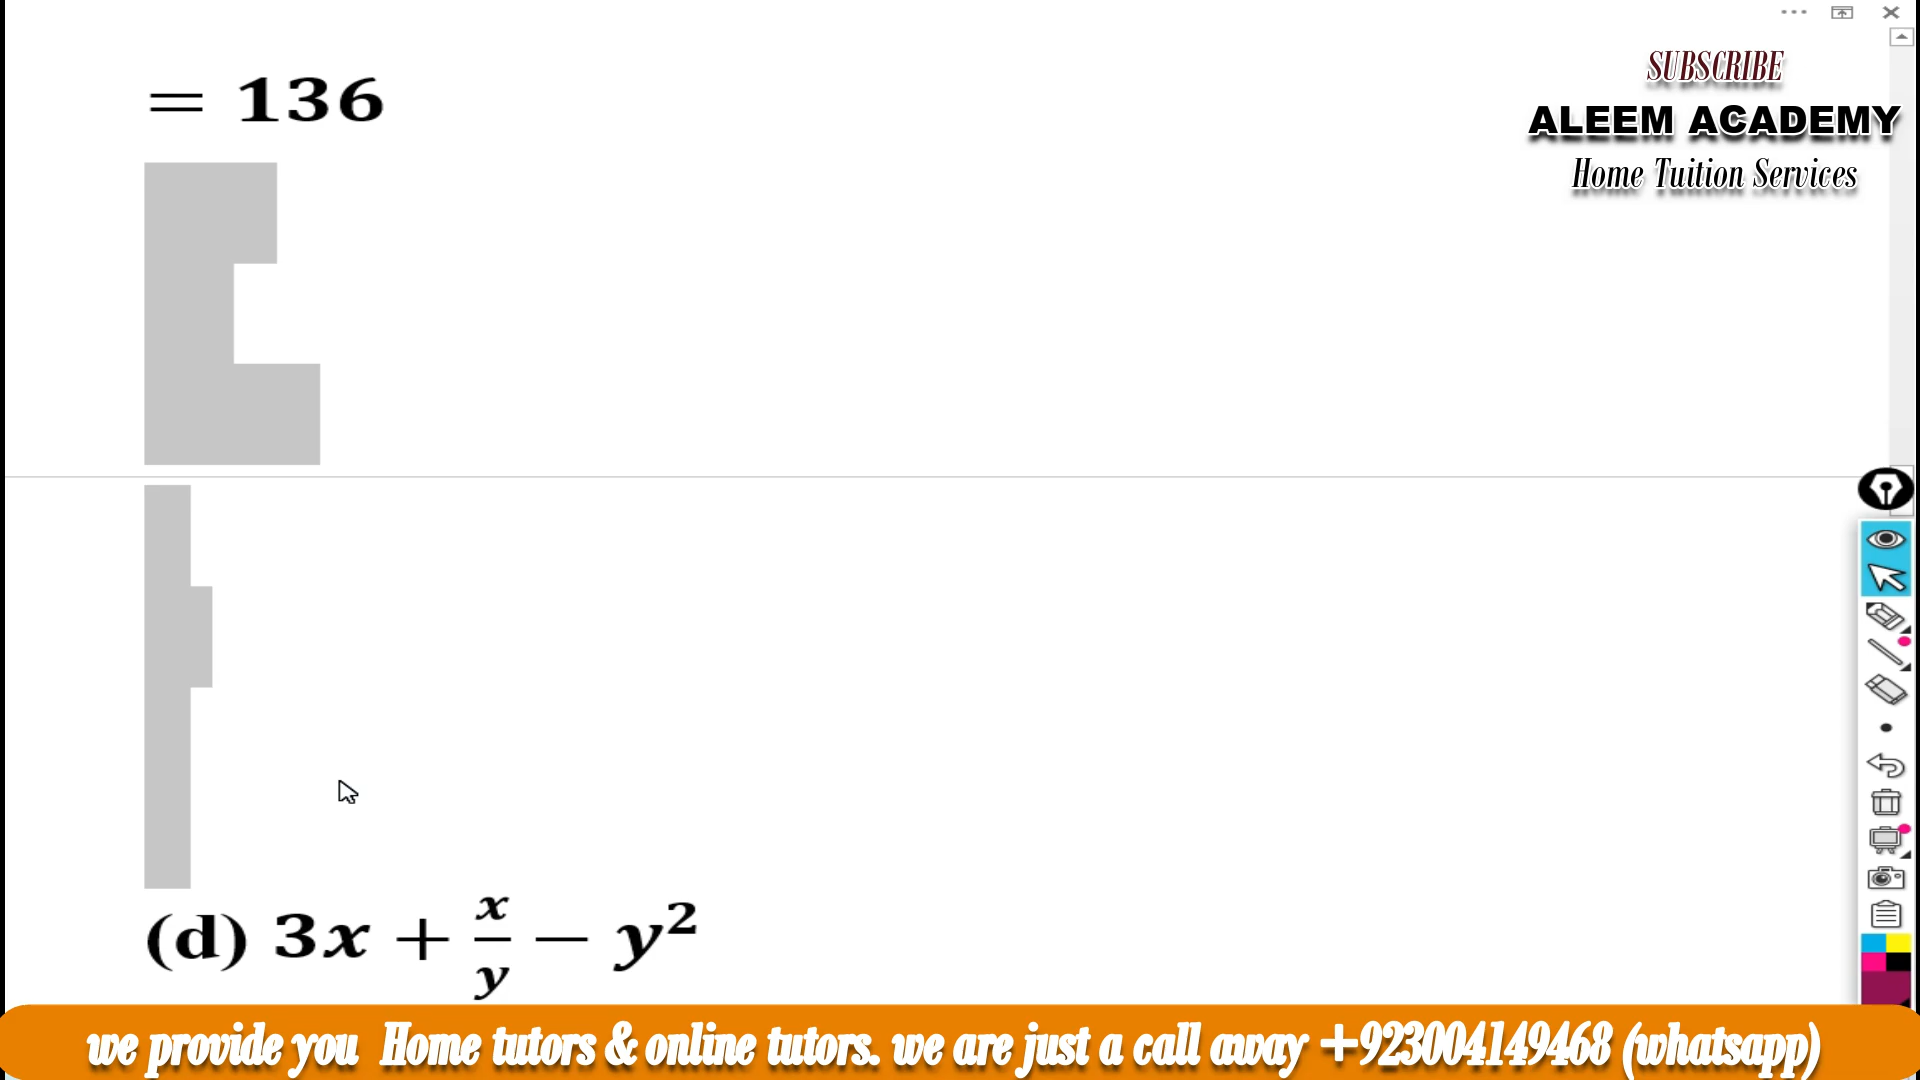 = 136
SUBSCRIBE
ALEEM ACADEMY
Home Tuition Services
(d) 3x + x/y − y²
we provide you Home tutors & online tutors. we are just a call away +923004149468 (whatsapp)